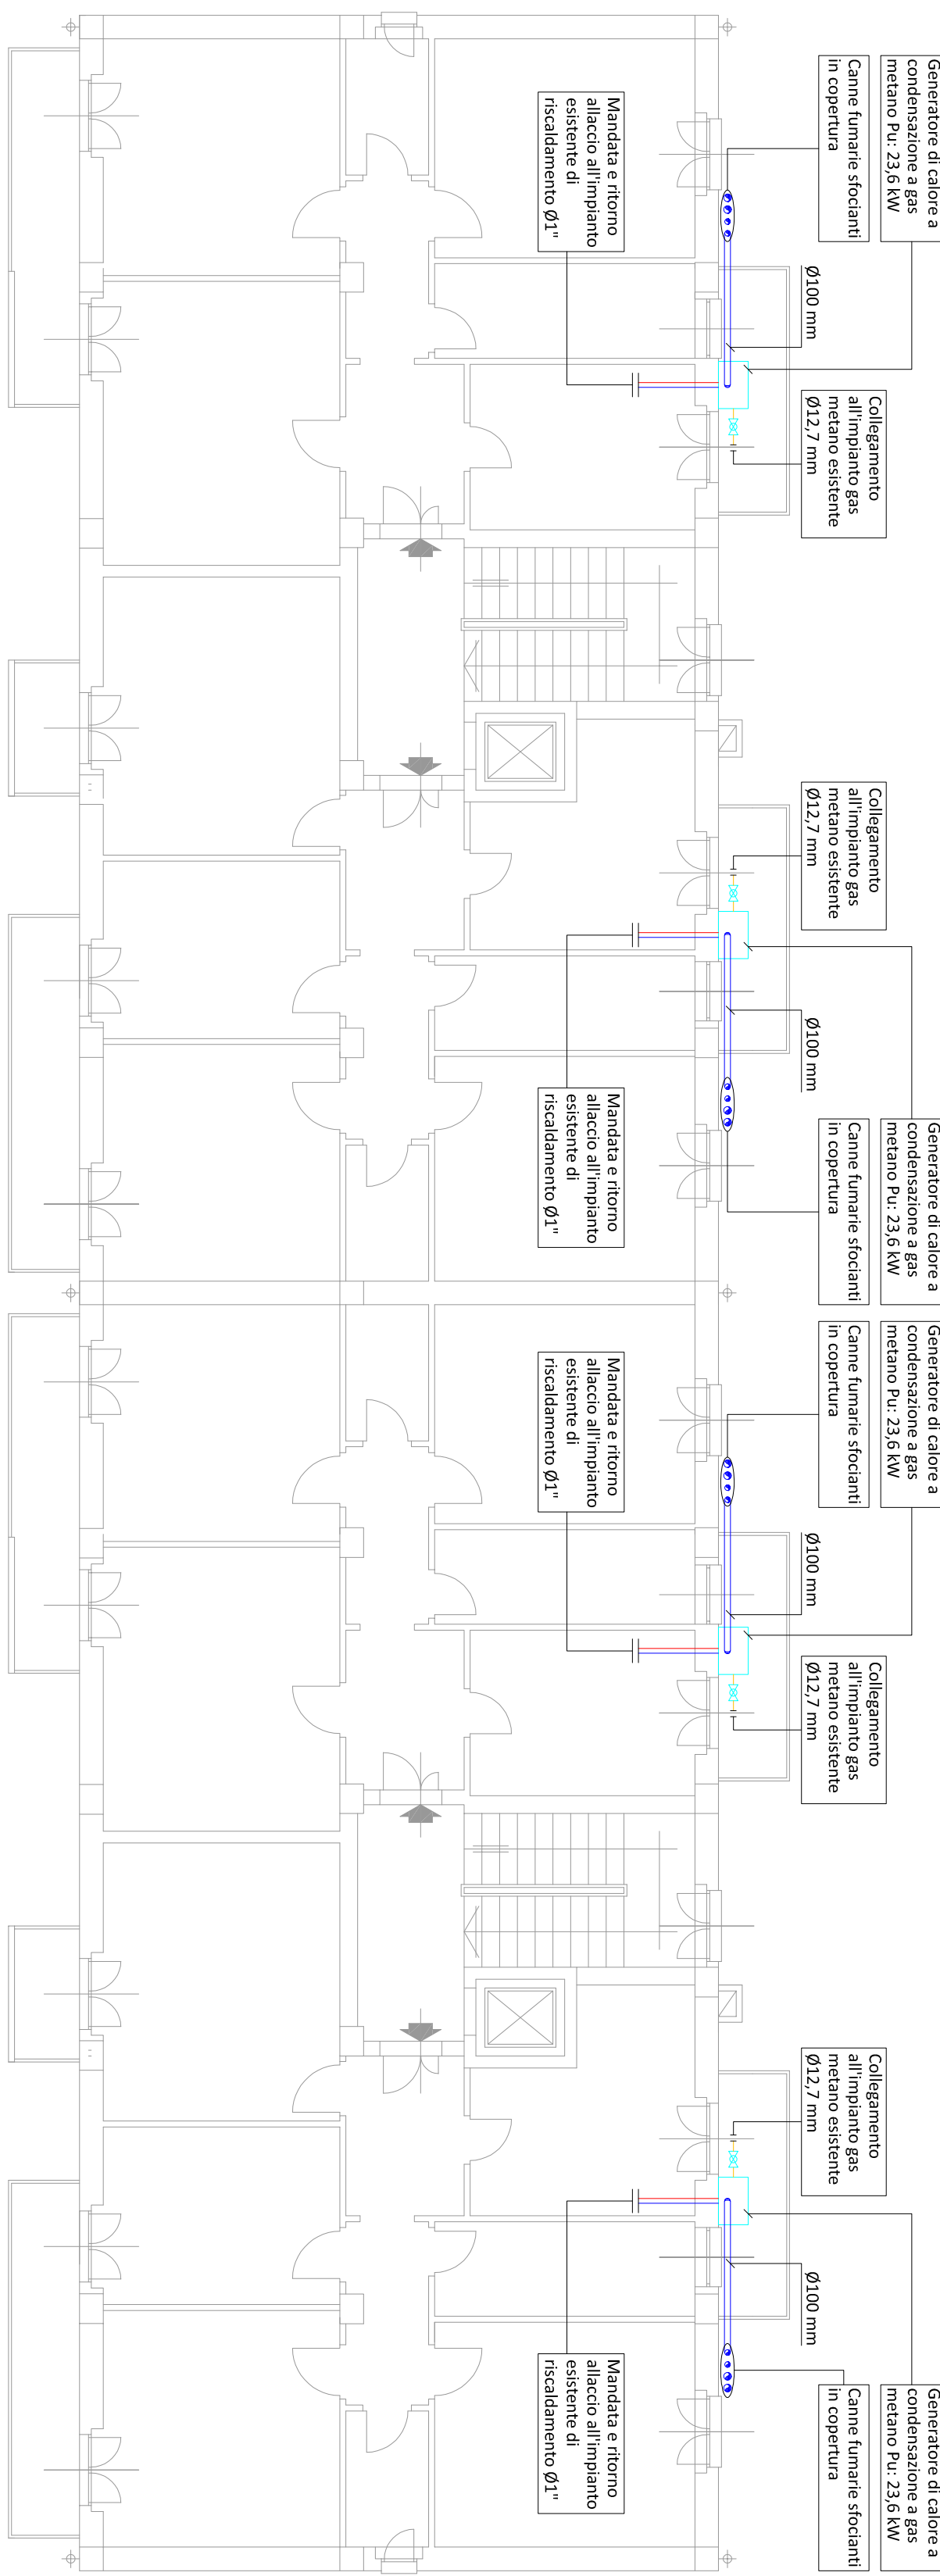 Generatore di calore a
condensazione a gas
metano Pu: 23,6 kW
Canne fumarie sfocianti
in copertura
Ø100 mm
Collegamento
all'impianto gas
metano esistente
Ø12,7 mm
Mandata e ritorno
allaccio all'impianto
esistente di
riscaldamento Ø1"
Collegamento
all'impianto gas
metano esistente
Ø12,7 mm
Ø100 mm
Generatore di calore a
condensazione a gas
metano Pu: 23,6 kW
Canne fumarie sfocianti
in copertura
Mandata e ritorno
allaccio all'impianto
esistente di
riscaldamento Ø1"
Generatore di calore a
condensazione a gas
metano Pu: 23,6 kW
Canne fumarie sfocianti
in copertura
Ø100 mm
Collegamento
all'impianto gas
metano esistente
Ø12,7 mm
Mandata e ritorno
allaccio all'impianto
esistente di
riscaldamento Ø1"
Collegamento
all'impianto gas
metano esistente
Ø12,7 mm
Ø100 mm
Generatore di calore a
condensazione a gas
metano Pu: 23,6 kW
Canne fumarie sfocianti
in copertura
Mandata e ritorno
allaccio all'impianto
esistente di
riscaldamento Ø1"